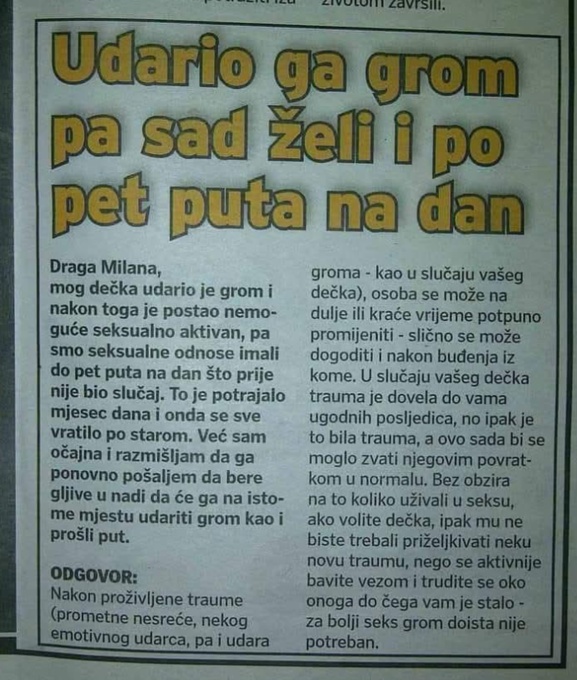 životom završili.
Udario ga grom
pa sad želi i po
pet puta na dan
Draga Milana,
mog dečka udario je grom i
nakon toga je postao nemo-
guće seksualno aktivan, pa
smo seksualne odnose imali
do pet puta na dan što prije
nije bio slučaj. To je potrajalo
mjesec dana i onda se sve
vratilo po starom. Već sam
očajna i razmišljam da ga
ponovno pošaljem da bere
gljive u nadi da će ga na isto-
me mjestu udariti grom kao i
prošli put.
ODGOVOR:
Nakon proživljene traume
(prometne nesreće, nekog
emotivnog udarca, pa i udara
groma - kao u slučaju vašeg
dečka), osoba se može na
dulje ili kraće vrijeme potpuno
promijeniti - slično se može
dogoditi i nakon buđenja iz
kome. U slučaju vašeg dečka
trauma je dovela do vama
ugodnih posljedica, no ipak je
to bila trauma, a ovo sada bi se
moglo zvati njegovim povrat-
kom u normalu. Bez obzira
na to koliko uživali u seksu,
ako volite dečka, ipak mu ne
biste trebali priželjkivati neku
novu traumu, nego se aktivnije
bavite vezom i trudite se oko
onoga do čega vam je stalo -
za bolji seks grom doista nije
potreban.